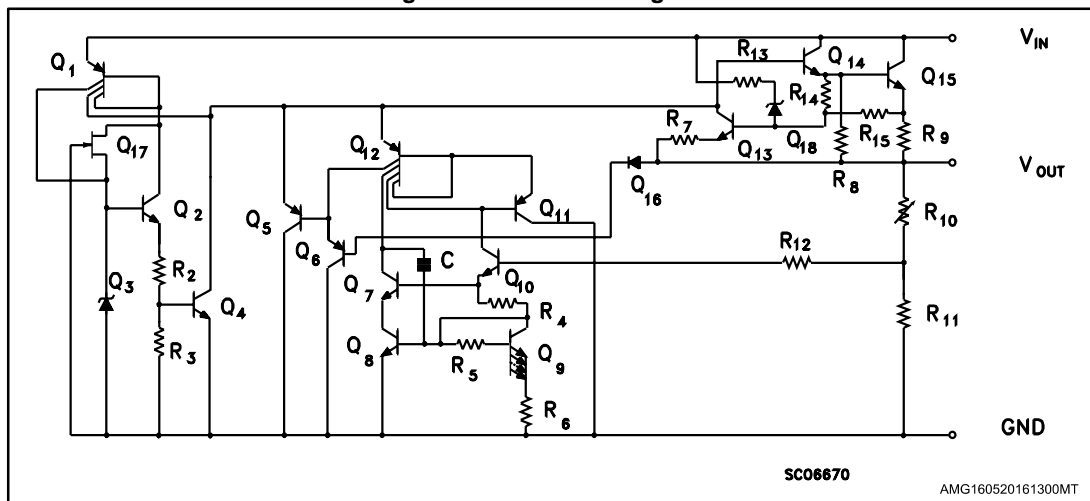 Q1
VIN
R13
Q14
Q15
R14
Q17
Q12
R7
Q13
Q18
R15
R9
VOUT
Q16
R8
Q2
Q5
Q11
R10
Q6
R12
Q3
R2
C
Q10
Q4
Q7
R4
R11
R3
Q8
R5
Q9
R6
GND
SC06670
AMG160520161300MT